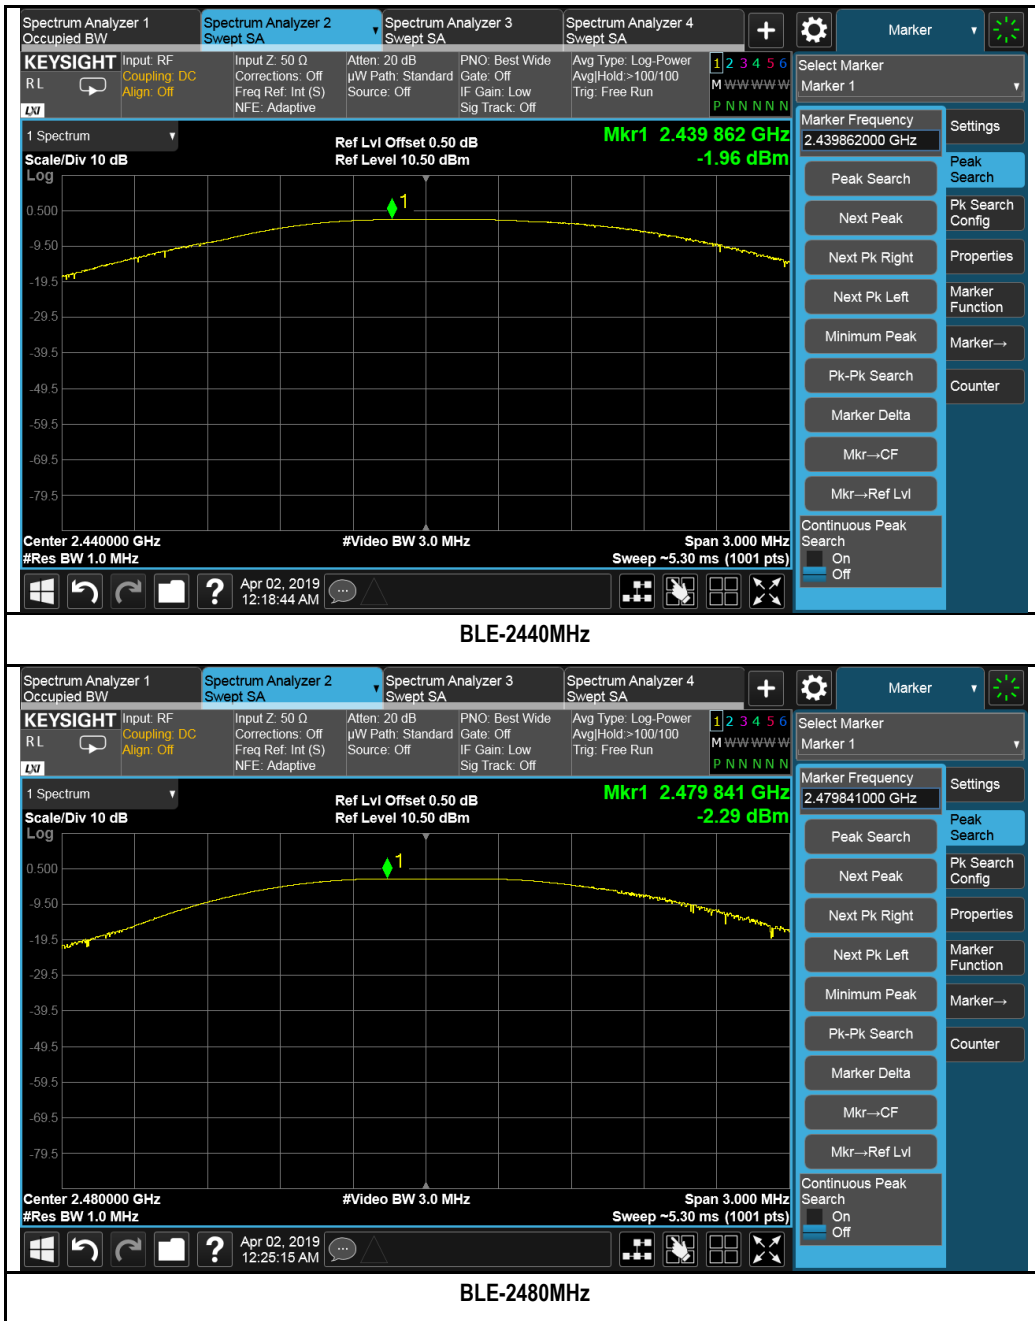 Spectrum Analyzer 1
Occupied BW
Spectrum Analyzer 2
Swept SA
Spectrum Analyzer 3
Swept SA
Spectrum Analyzer 4
Swept SA
Marker
KEYSIGHT
R L
LXI
Input: RF
Coupling: DC
Align: Off
Input Z: 50 Ω
Corrections: Off
Freq Ref: Int (S)
NFE: Adaptive
Atten: 20 dB
µW Path: Standard
Source: Off
PNO: Best Wide
Gate: Off
IF Gain: Low
Sig Track: Off
Avg Type: Log-Power
Avg|Hold:>100/100
Trig: Free Run
1 2 3 4 5 6
M W W W W W
P N N N N N
Select Marker
Marker 1
1 Spectrum
Scale/Div 10 dB
Log
Ref Lvl Offset 0.50 dB
Ref Level 10.50 dBm
Mkr1 2.439 862 GHz
-1.96 dBm
1
0.500
-9.50
-19.5
-29.5
-39.5
-49.5
-59.5
-69.5
-79.5
Center 2.440000 GHz
#Res BW 1.0 MHz
#Video BW 3.0 MHz
Span 3.000 MHz
Sweep ~5.30 ms (1001 pts)
Marker Frequency
2.439862000 GHz
Peak Search
Next Peak
Next Pk Right
Next Pk Left
Minimum Peak
Pk-Pk Search
Marker Delta
Mkr→CF
Mkr→Ref Lvl
Continuous Peak
Search
On
Off
Settings
Peak
Search
Pk Search
Config
Properties
Marker
Function
Marker→
Counter
?
Apr 02, 2019
12:18:44 AM
BLE-2440MHz
Spectrum Analyzer 1
Occupied BW
Spectrum Analyzer 2
Swept SA
Spectrum Analyzer 3
Swept SA
Spectrum Analyzer 4
Swept SA
Marker
KEYSIGHT
R L
LXI
Input: RF
Coupling: DC
Align: Off
Input Z: 50 Ω
Corrections: Off
Freq Ref: Int (S)
NFE: Adaptive
Atten: 20 dB
µW Path: Standard
Source: Off
PNO: Best Wide
Gate: Off
IF Gain: Low
Sig Track: Off
Avg Type: Log-Power
Avg|Hold:>100/100
Trig: Free Run
1 2 3 4 5 6
M W W W W W
P N N N N N
Select Marker
Marker 1
1 Spectrum
Scale/Div 10 dB
Log
Ref Lvl Offset 0.50 dB
Ref Level 10.50 dBm
Mkr1 2.479 841 GHz
-2.29 dBm
1
0.500
-9.50
-19.5
-29.5
-39.5
-49.5
-59.5
-69.5
-79.5
Center 2.480000 GHz
#Res BW 1.0 MHz
#Video BW 3.0 MHz
Span 3.000 MHz
Sweep ~5.30 ms (1001 pts)
Marker Frequency
2.479841000 GHz
Peak Search
Next Peak
Next Pk Right
Next Pk Left
Minimum Peak
Pk-Pk Search
Marker Delta
Mkr→CF
Mkr→Ref Lvl
Continuous Peak
Search
On
Off
Settings
Peak
Search
Pk Search
Config
Properties
Marker
Function
Marker→
Counter
?
Apr 02, 2019
12:25:15 AM
BLE-2480MHz